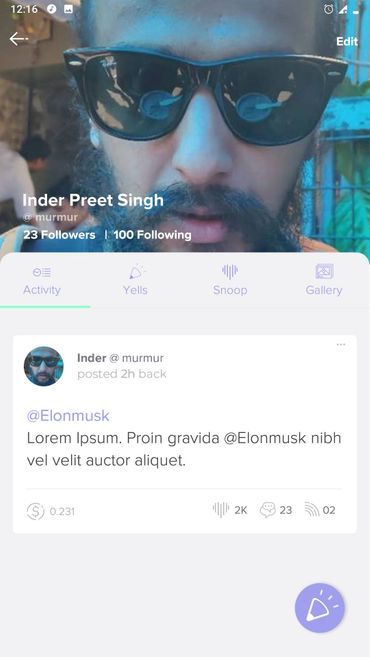 12:16
Edit
Inder Preet Singh
@ murmur
23 Followers | 100 Following
Activity
Yells
Snoop
Gallery
Inder @ murmur
posted 2h back
@Elonmusk
Lorem Ipsum. Proin gravida @Elonmusk nibh
vel velit auctor aliquet.
0.231
2K
23
02